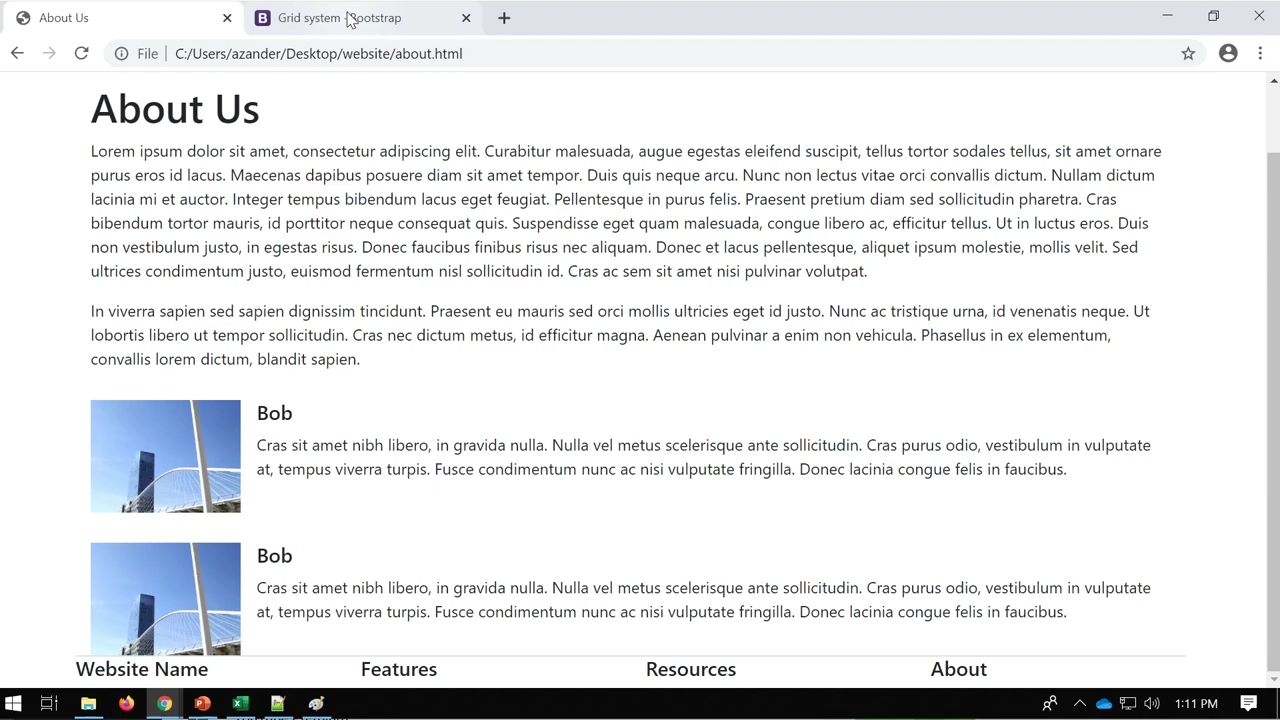 About Us
Grid system · Bootstrap
File
C:/Users/azander/Desktop/website/about.html
About Us
Lorem ipsum dolor sit amet, consectetur adipiscing elit. Curabitur malesuada, augue egestas eleifend suscipit, tellus tortor sodales tellus, sit amet ornare
purus eros id lacus. Maecenas dapibus posuere diam sit amet tempor. Duis quis neque arcu. Nunc non lectus vitae orci convallis dictum. Nullam dictum
lacinia mi et auctor. Integer tempus bibendum lacus eget feugiat. Pellentesque in purus felis. Praesent pretium diam sed sollicitudin pharetra. Cras
bibendum tortor mauris, id porttitor neque consequat quis. Suspendisse eget quam malesuada, congue libero ac, efficitur tellus. Ut in luctus eros. Duis
non vestibulum justo, in egestas risus. Donec faucibus finibus risus nec aliquam. Donec et lacus pellentesque, aliquet ipsum molestie, mollis velit. Sed
ultrices condimentum justo, euismod fermentum nisl sollicitudin id. Cras ac sem sit amet nisi pulvinar volutpat.
In viverra sapien sed sapien dignissim tincidunt. Praesent eu mauris sed orci mollis ultricies eget id justo. Nunc ac tristique urna, id venenatis neque. Ut
lobortis libero ut tempor sollicitudin. Cras nec dictum metus, id efficitur magna. Aenean pulvinar a enim non vehicula. Phasellus in ex elementum,
convallis lorem dictum, blandit sapien.
Bob
Cras sit amet nibh libero, in gravida nulla. Nulla vel metus scelerisque ante sollicitudin. Cras purus odio, vestibulum in vulputate
at, tempus viverra turpis. Fusce condimentum nunc ac nisi vulputate fringilla. Donec lacinia congue felis in faucibus.
Bob
Cras sit amet nibh libero, in gravida nulla. Nulla vel metus scelerisque ante sollicitudin. Cras purus odio, vestibulum in vulputate
at, tempus viverra turpis. Fusce condimentum nunc ac nisi vulputate fringilla. Donec lacinia congue felis in faucibus.
Website Name
Features
Resources
About
1:11 PM